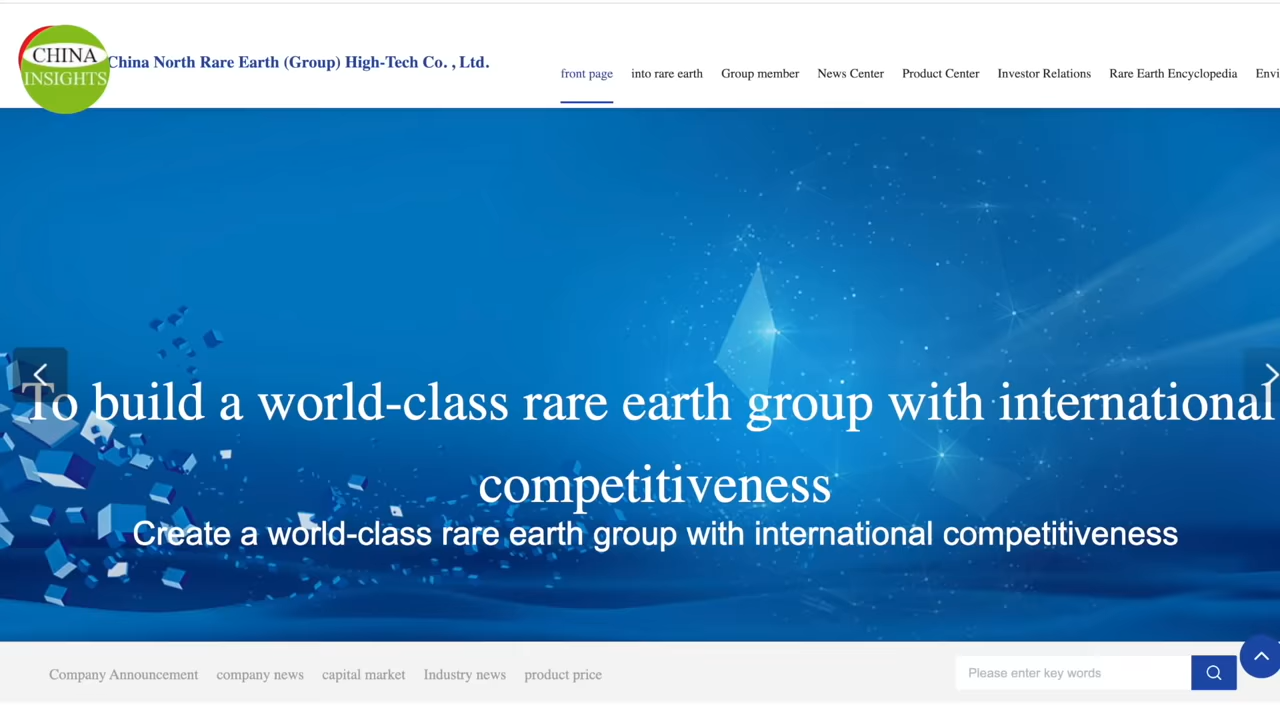 CHINA
INSIGHTS
China North Rare Earth (Group) High-Tech Co. , Ltd.
front page into rare earth Group member News Center Product Center Investor Relations Rare Earth Encyclopedia Envi
To build a world-class rare earth group with international
competitiveness
Create a world-class rare earth group with international competitiveness
Company Announcement company news capital market Industry news product price
Please enter key words